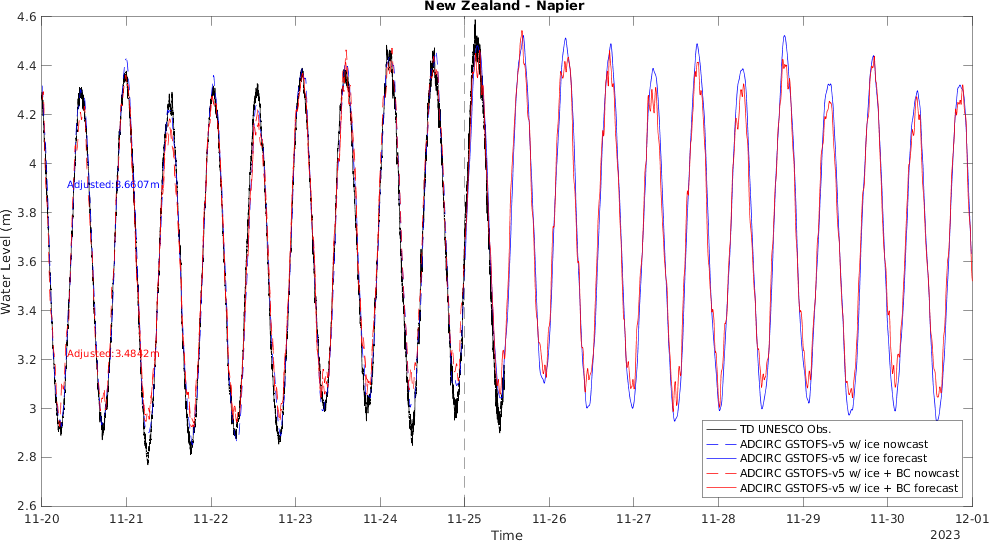 New Zealand - Napier
4.6
4.4
4.2
4
3.8
3.6
3.4
3.2
3
2.8
2.6
Water Level (m)
Adjusted:3.6607m
Adjusted:3.4842m
TD UNESCO Obs.
ADCIRC GSTOFS-v5 w/ ice nowcast
ADCIRC GSTOFS-v5 w/ ice forecast
ADCIRC GSTOFS-v5 w/ ice + BC nowcast
ADCIRC GSTOFS-v5 w/ ice + BC forecast
11-20 11-21 11-22 11-23 11-24 11-25 11-26 11-27 11-28 11-29 11-30 12-01
Time
2023